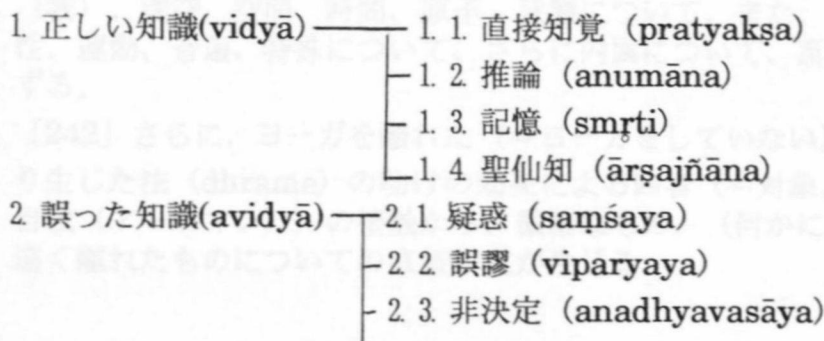 1. 正しい知識(vidyā)
1. 1. 直接知覚 (pratyakṣa)
1. 2. 推論 (anumāna)
1. 3. 記憶 (smṛti)
1. 4. 聖仙知 (ārṣajñāna)
2. 誤った知識(avidyā)
2. 1. 疑惑 (saṃśaya)
2. 2. 誤謬 (viparyaya)
2. 3. 非決定 (anadhyavasāya)